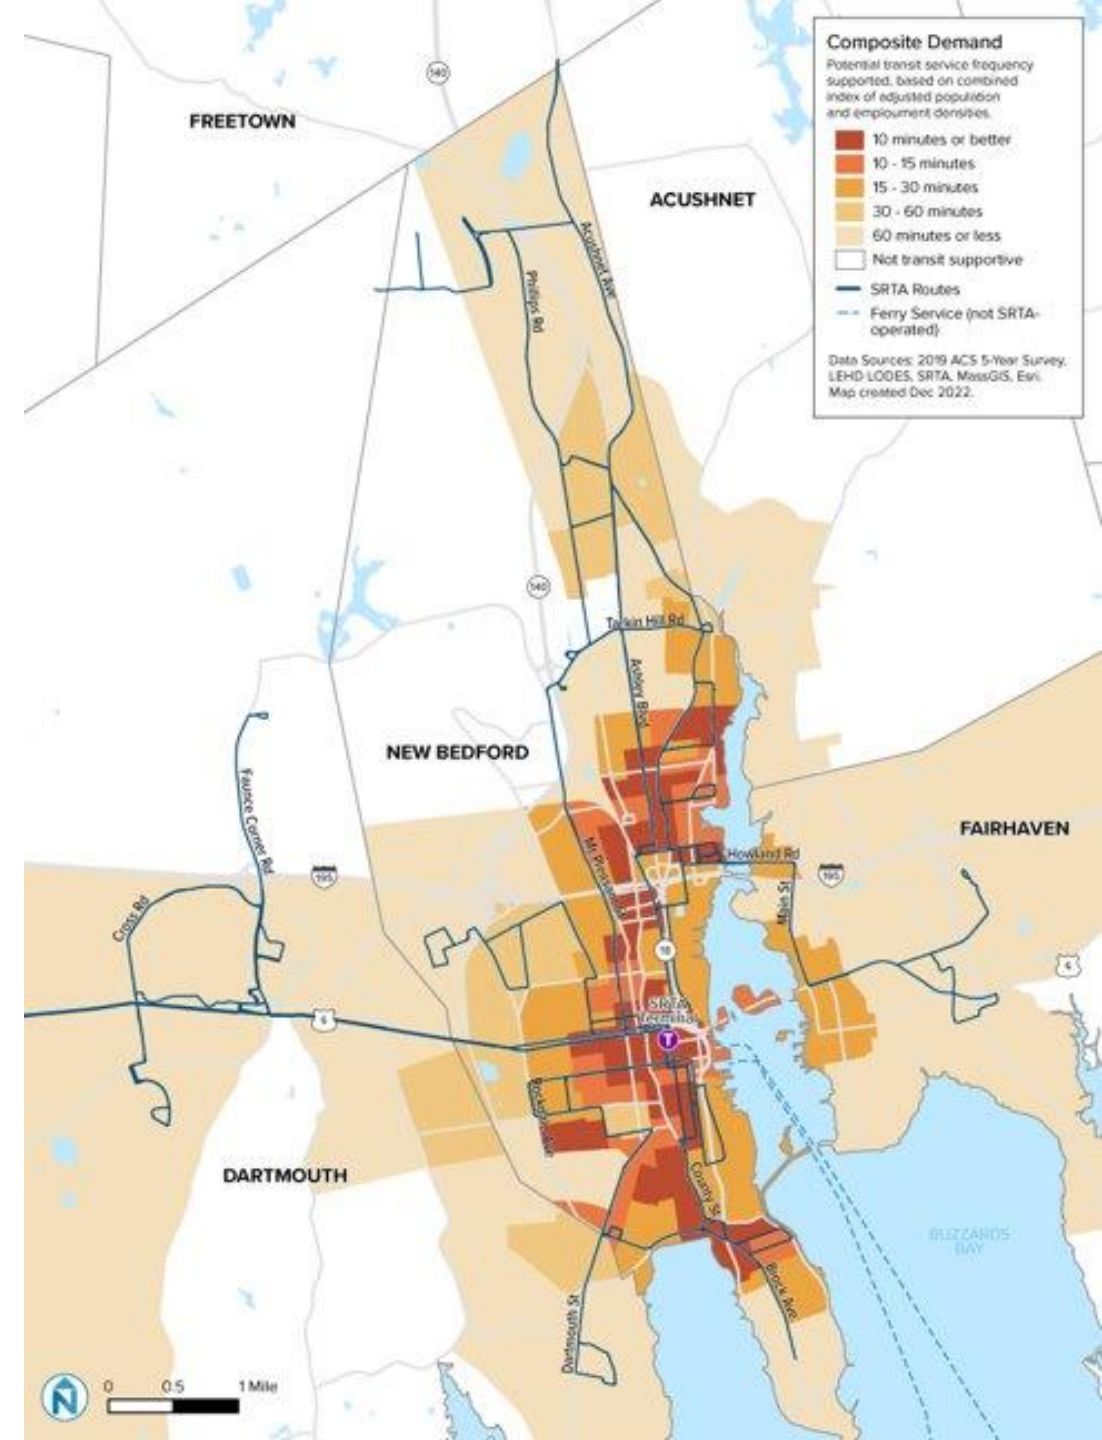 Composite Demand
Potential transit service frequency
supported, based on combined
index of adjusted population
and employment densities.
10 minutes or better
10 - 15 minutes
15 - 30 minutes
30 - 60 minutes
60 minutes or less
Not transit supportive
SRTA Routes
Ferry Service (not SRTA-
operated)
Data Sources: 2019 ACS 5-Year Survey,
LEHD LODES, SRTA, MassGIS, Esri.
Map created Dec 2022.
140
FREETOWN
ACUSHNET
Acushnet Ave
Phillips Rd
140
Tarkin Hill Rd
Ashley Blvd
NEW BEDFORD
Faunce Corner Rd
FAIRHAVEN
Mt Pleasant
Howland Rd
195
195
Main St
Cross Rd
18
6
SRTA
Terminal
6
T
Rockdale Ave
DARTMOUTH
County St
BUZZARDS
BAY
Brock Ave
Dartmouth St
N
0 0.5 1 Mile